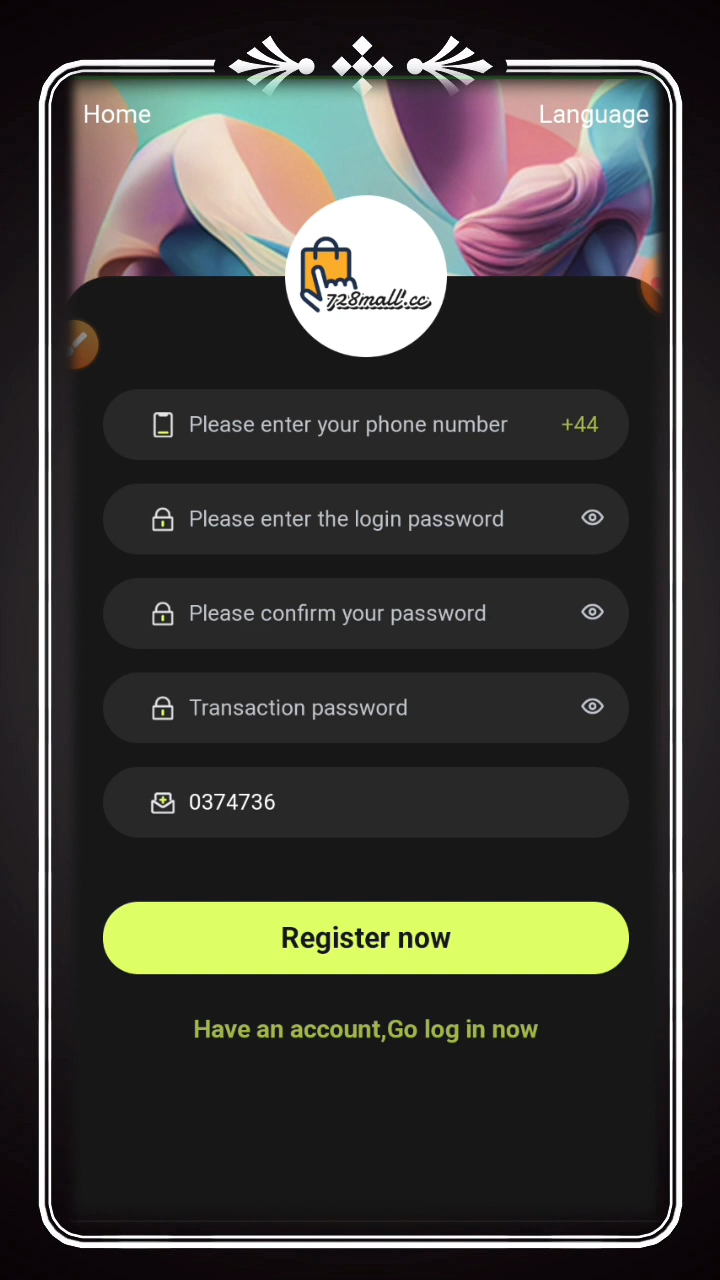 Home
Language
728mall.cc
Please enter your phone number +44
Please enter the login password
Please confirm your password
Transaction password
0374736
Register now
Have an account,Go log in now